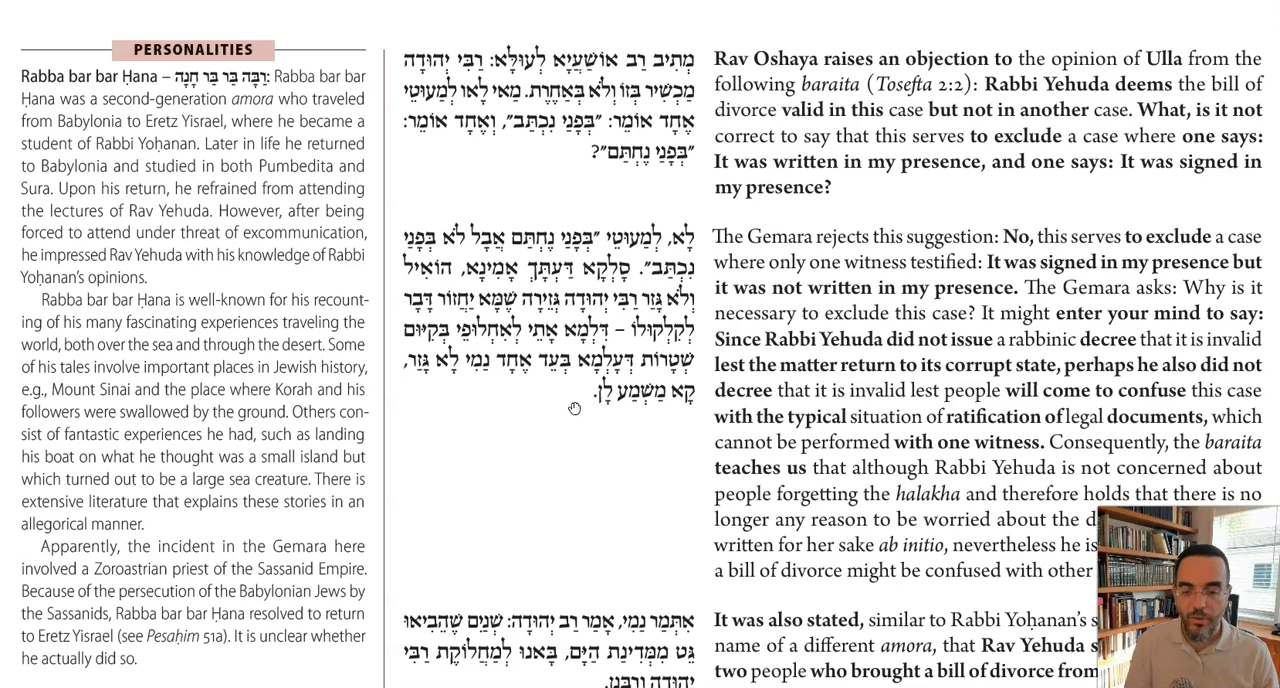 PERSONALITIES
Rabba bar bar Ḥana – רַבָּה בַּר בַּר חָנָה: Rabba bar bar
Ḥana was a second-generation amora who traveled
from Babylonia to Eretz Yisrael, where he became a
student of Rabbi Yoḥanan. Later in life he returned
to Babylonia and studied in both Pumbedita and
Sura. Upon his return, he refrained from attending
the lectures of Rav Yehuda. However, after being
forced to attend under threat of excommunication,
he impressed Rav Yehuda with his knowledge of Rabbi
Yoḥanan’s opinions.
Rabba bar bar Ḥana is well-known for his recount-
ing of his many fascinating experiences traveling the
world, both over the sea and through the desert. Some
of his tales involve important places in Jewish history,
e.g., Mount Sinai and the place where Korah and his
followers were swallowed by the ground. Others con-
sist of fantastic experiences he had, such as landing
his boat on what he thought was a small island but
which turned out to be a large sea creature. There is
extensive literature that explains these stories in an
allegorical manner.
Apparently, the incident in the Gemara here
involved a Zoroastrian priest of the Sassanid Empire.
Because of the persecution of the Babylonian Jews by
the Sassanids, Rabba bar bar Ḥana resolved to return
to Eretz Yisrael (see Pesaḥim 51a). It is unclear whether
he actually did so.
מְתִיב רַב אוֹשַׁעְיָא לְעוּלָּא: רַבִּי יְהוּדָה
מַכְשִׁיר בְּזוֹ וְלֹא בְּאַחֶרֶת. מַאי לָאו לְמַעוּטֵי
אֶחָד אוֹמֵר: ״בְּפָנַי נִכְתַּב״, וְאֶחָד אוֹמֵר:
״בְּפָנַי נֶחְתַּם״?
לָא, לְמַעוּטֵי ״בְּפָנַי נֶחְתַּם אֲבָל לֹא בְּפָנַי
נִכְתַּב״. סָלְקָא דַּעְתָּךְ אָמֵינָא, הוֹאִיל
וְלֹא גָּזַר רַבִּי יְהוּדָה גְּזֵירָה שֶׁמָּא יַחֲזוֹר דָּבָר
לְקִלְקוּלוֹ – דִּלְמָא אָתֵי לְאִחֲלוּפֵי בְּקִיּוּם
שְׁטָרוֹת דְּעָלְמָא בְּעֵד אֶחָד נַמִי לָא גָּזַר,
קָא מַשְׁמַע לָן.
אִתְּמַר נַמִי, אָמַר רַב יְהוּדָה: שְׁנַיִם שֶׁהֵבִיאוּ
גֵּט מִמְּדִינַת הַיָּם, בָּאנוּ לְמַחֲלוֹקֶת רַבִּי
יְהוּדָה וְרַבָּנַן.
Rav Oshaya raises an objection to the opinion of Ulla from the
following baraita (Tosefta 2:2): Rabbi Yehuda deems the bill of
divorce valid in this case but not in another case. What, is it not
correct to say that this serves to exclude a case where one says:
It was written in my presence, and one says: It was signed in
my presence?
The Gemara rejects this suggestion: No, this serves to exclude a case
where only one witness testified: It was signed in my presence but
it was not written in my presence. The Gemara asks: Why is it
necessary to exclude this case? It might enter your mind to say:
Since Rabbi Yehuda did not issue a rabbinic decree that it is invalid
lest the matter return to its corrupt state, perhaps he also did not
decree that it is invalid lest people will come to confuse this case
with the typical situation of ratification of legal documents, which
cannot be performed with one witness. Consequently, the baraita
teaches us that although Rabbi Yehuda is not concerned about
people forgetting the halakha and therefore holds that there is no
longer any reason to be worried about the d
written for her sake ab initio, nevertheless he is
a bill of divorce might be confused with other
It was also stated, similar to Rabbi Yoḥanan’s s
name of a different amora, that Rav Yehuda s
two people who brought a bill of divorce from